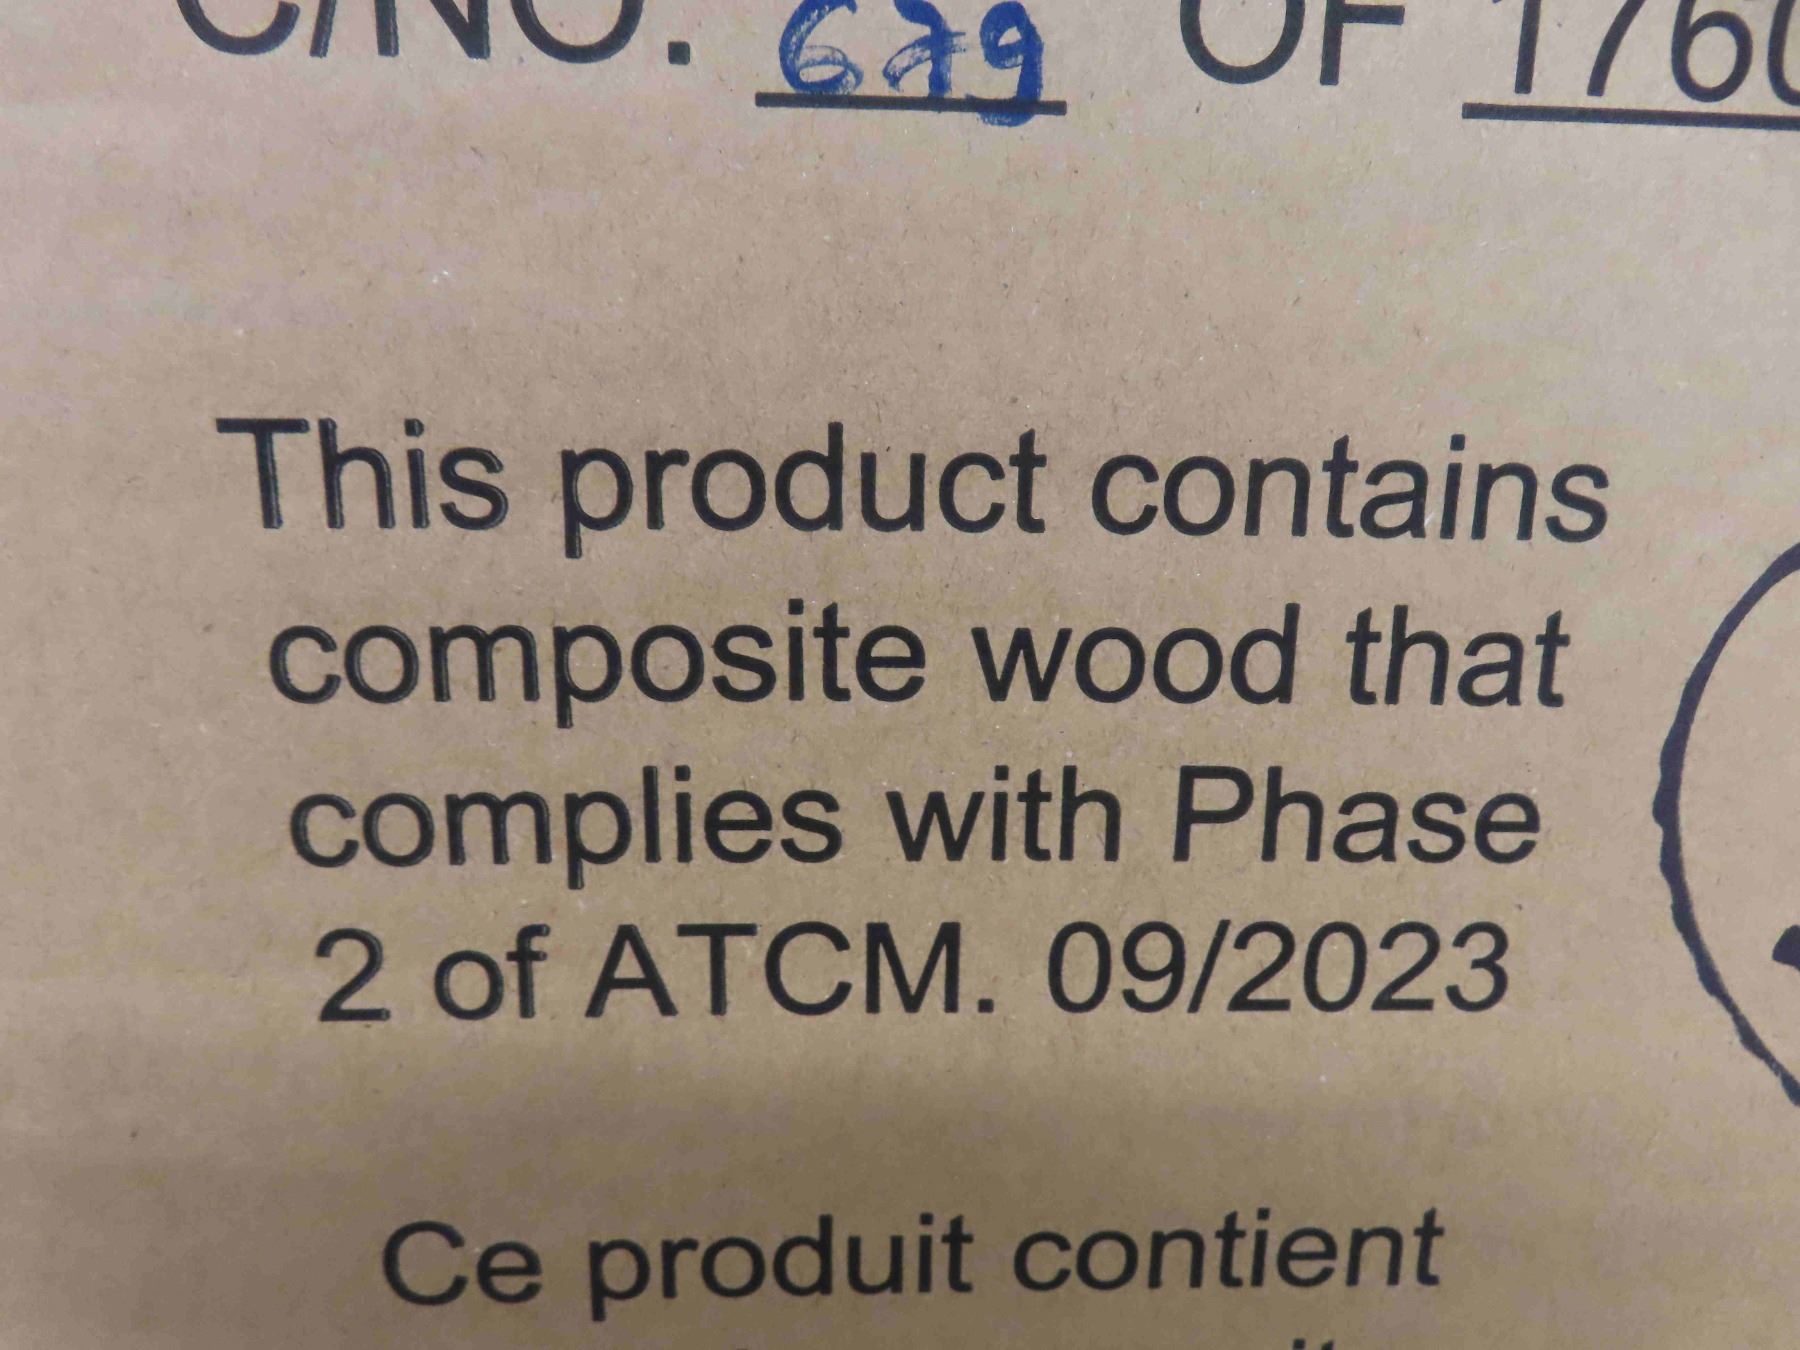 C/NO. 679 OF 1760
This product contains
composite wood that
complies with Phase
2 of ATCM. 09/2023
Ce produit contient